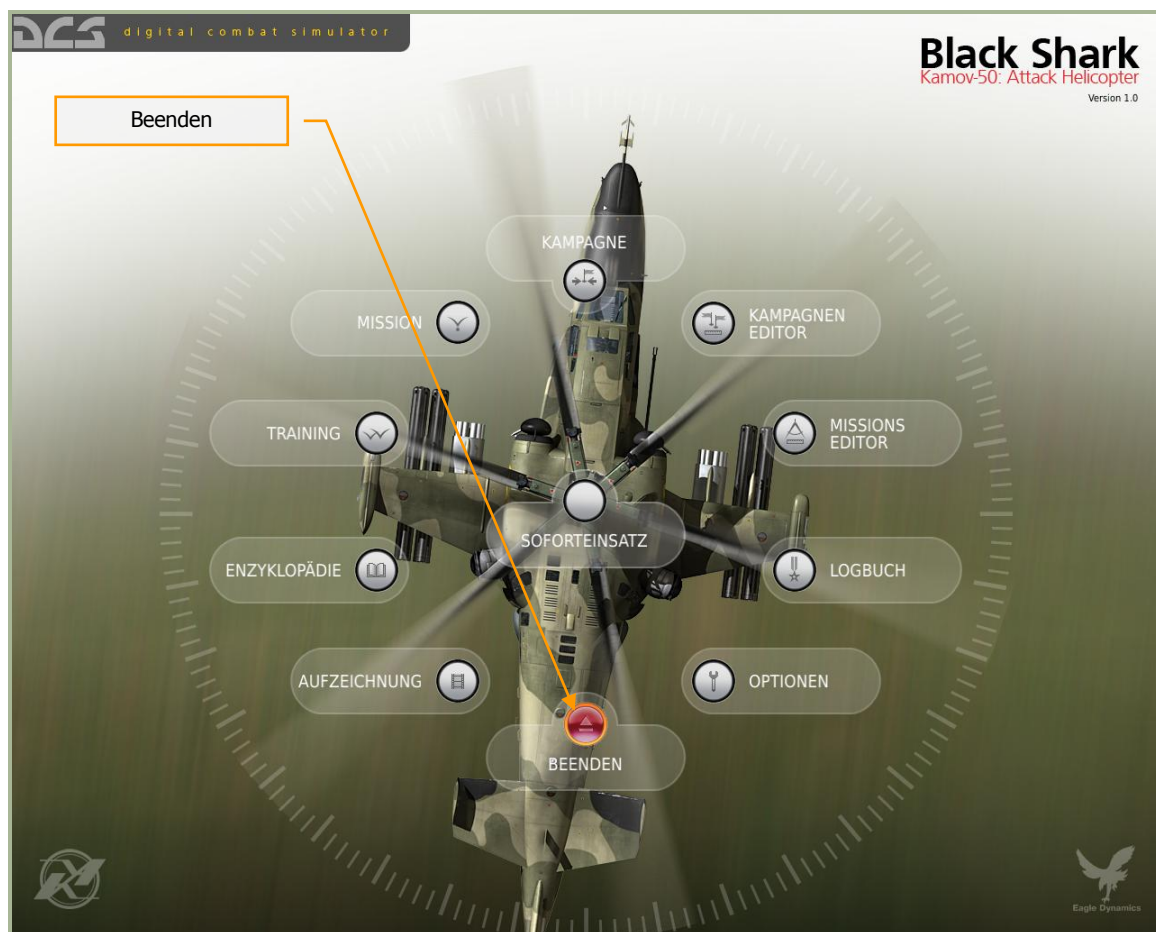 DCS digital combat simulator
Black Shark
Kamov-50: Attack Helicopter
Version 1.0
Beenden
KAMPAGNE
MISSION
KAMPAGNEN
EDITOR
TRAINING
MISSIONS
EDITOR
SOFORTEINSATZ
ENZYKLOPÄDIE
LOGBUCH
AUFZEICHNUNG
OPTIONEN
BEENDEN
Eagle Dynamics